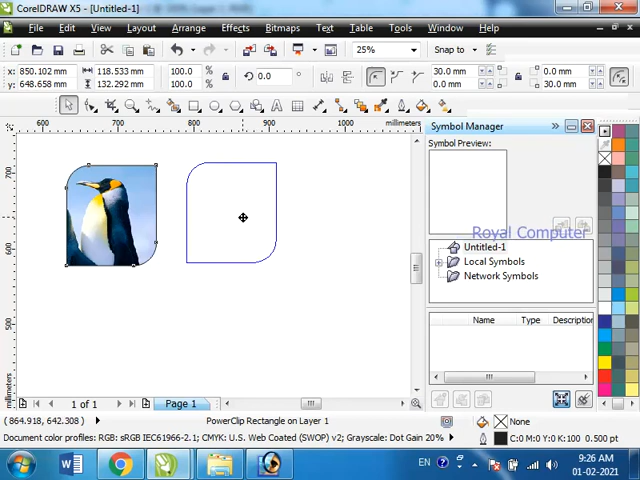 CorelDRAW X5 - [Untitled-1]
File Edit View Layout Arrange Effects Bitmaps Text Table Tools Window Help
25% Snap to
x: 850.102 mm 118.533 mm 100.0 % 0.0 ° 30.0 mm 0.0 mm
y: 648.658 mm 132.292 mm 100.0 % 0.0 mm 30.0 mm
600 700 800 900 1000 millimeters
700
600
500
millimeters
Symbol Manager
Symbol Preview:
Royal Computer
Untitled-1
Local Symbols
Network Symbols
Name Type Description
1 of 1 Page 1
(864.918, 642.308) PowerClip Rectangle on Layer 1 None
Document color profiles: RGB: sRGB IEC61966-2.1; CMYK: U.S. Web Coated (SWOP) v2; Grayscale: Dot Gain 20% C:0 M:0 Y:0 K:100 0.500 pt
EN 9:26 AM
01-02-2021